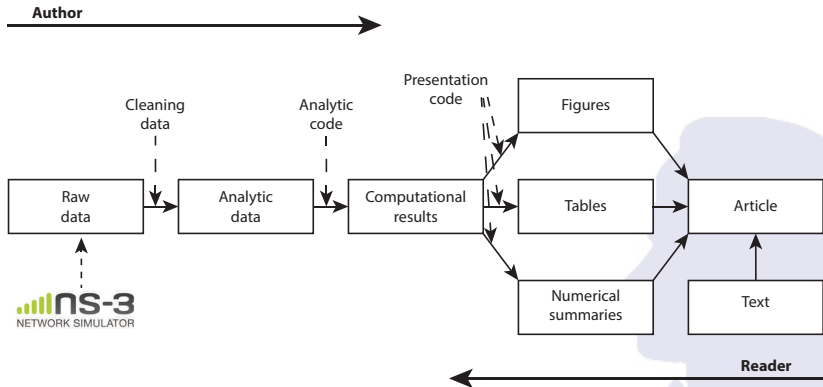 Author
Cleaning
data
Analytic
code
Presentation
code
Figures
Raw
data
Analytic
data
Computational
results
Tables
Article
ns-3
NETWORK SIMULATOR
Numerical
summaries
Text
Reader